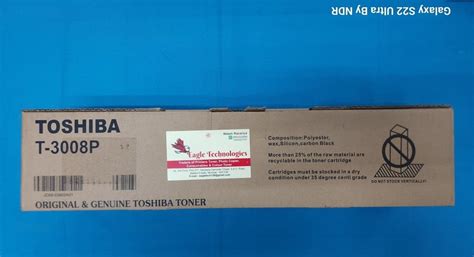 Galaxy S22 Ultra By NDR
TOSHIBA
T-3008P
ORIGINAL & GENUINE TOSHIBA TONER
Eagle Technologies
Composition:Polyester,
wax,Silicon,carbon Black
More than 25% of the raw material are
recyclable in the toner cartridge
Cartridges must be stocked in a dry
condition under 35 degree centi grade
DO NOT STOCK VERTICALLY!